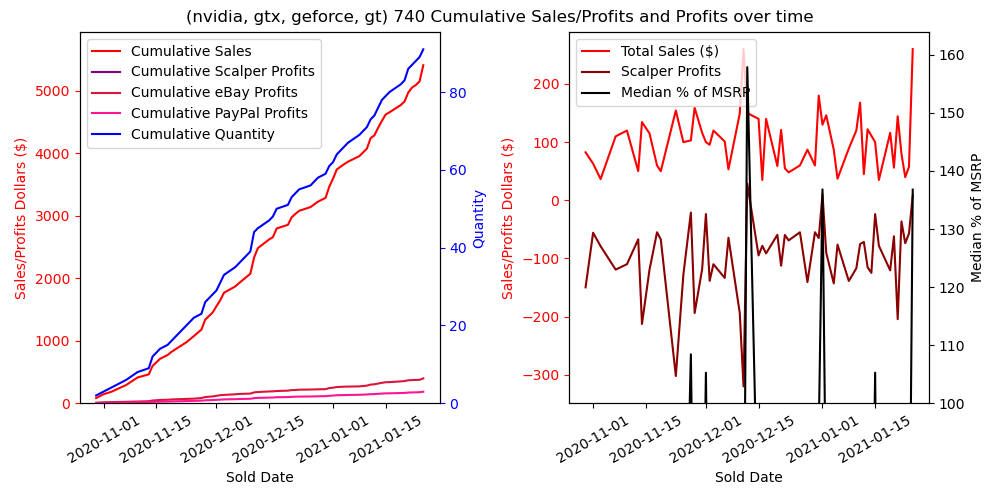 (nvidia, gtx, geforce, gt) 740 Cumulative Sales/Profits and Profits over time
Cumulative Sales
Cumulative Scalper Profits
Cumulative eBay Profits
Cumulative PayPal Profits
Cumulative Quantity
Sales/Profits Dollars ($)
5000
4000
3000
2000
1000
0
80
60
40
20
0
Quantity
2020-11-01
2020-11-15
2020-12-01
2020-12-15
2021-01-01
2021-01-15
Sold Date
Total Sales ($)
Scalper Profits
Median % of MSRP
Sales/Profits Dollars ($)
200
100
0
−100
−200
−300
160
150
140
130
120
110
100
Median % of MSRP
2020-11-01
2020-11-15
2020-12-01
2020-12-15
2021-01-01
2021-01-15
Sold Date